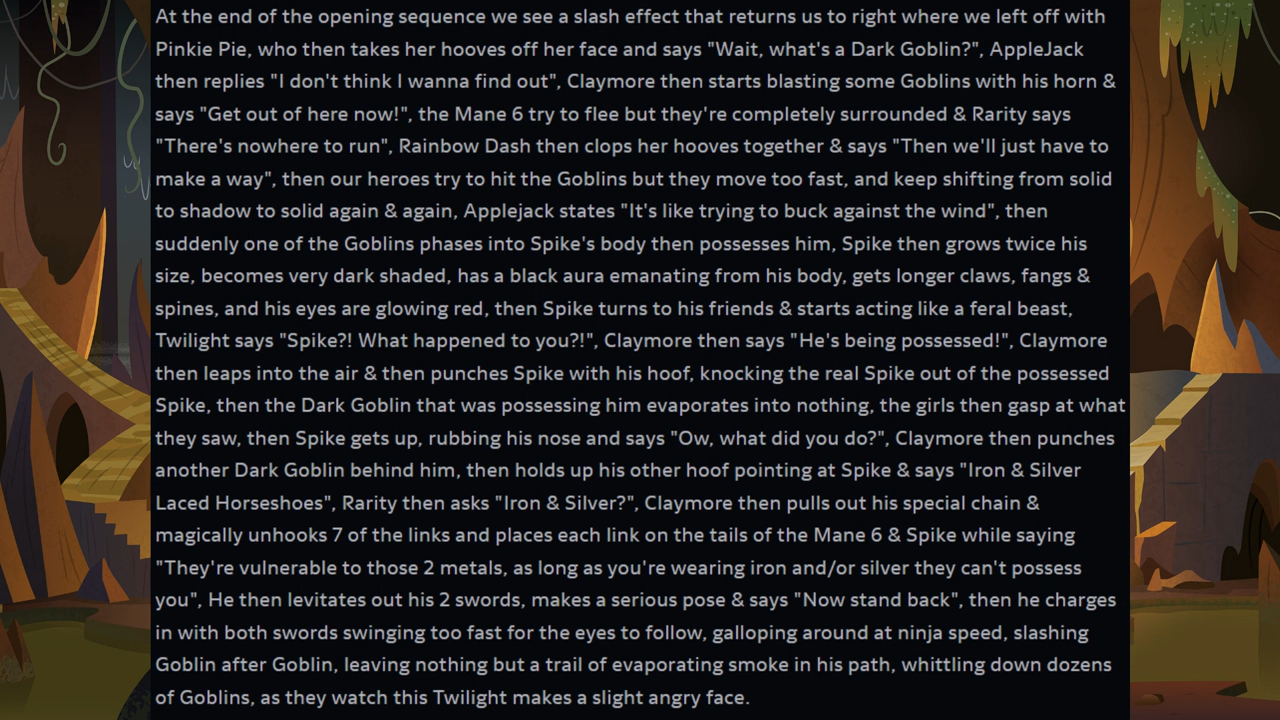 At the end of the opening sequence we see a slash effect that returns us to right where we left off with
Pinkie Pie, who then takes her hooves off her face and says "Wait, what's a Dark Goblin?", AppleJack
then replies "I don't think I wanna find out", Claymore then starts blasting some Goblins with his horn &
says "Get out of here now!", the Mane 6 try to flee but they're completely surrounded & Rarity says
"There's nowhere to run", Rainbow Dash then clops her hooves together & says "Then we'll just have to
make a way", then our heroes try to hit the Goblins but they move too fast, and keep shifting from solid
to shadow to solid again & again, Applejack states "It's like trying to buck against the wind", then
suddenly one of the Goblins phases into Spike's body then possesses him, Spike then grows twice his
size, becomes very dark shaded, has a black aura emanating from his body, gets longer claws, fangs &
spines, and his eyes are glowing red, then Spike turns to his friends & starts acting like a feral beast,
Twilight says "Spike?! What happened to you?!", Claymore then says "He's being possessed!", Claymore
then leaps into the air & then punches Spike with his hoof, knocking the real Spike out of the possessed
Spike, then the Dark Goblin that was possessing him evaporates into nothing, the girls then gasp at what
they saw, then Spike gets up, rubbing his nose and says "Ow, what did you do?", Claymore then punches
another Dark Goblin behind him, then holds up his other hoof pointing at Spike & says "Iron & Silver
Laced Horseshoes", Rarity then asks "Iron & Silver?", Claymore then pulls out his special chain &
magically unhooks 7 of the links and places each link on the tails of the Mane 6 & Spike while saying
"They're vulnerable to those 2 metals, as long as you're wearing iron and/or silver they can't possess
you", He then levitates out his 2 swords, makes a serious pose & says "Now stand back", then he charges
in with both swords swinging too fast for the eyes to follow, galloping around at ninja speed, slashing
Goblin after Goblin, leaving nothing but a trail of evaporating smoke in his path, whittling down dozens
of Goblins, as they watch this Twilight makes a slight angry face.